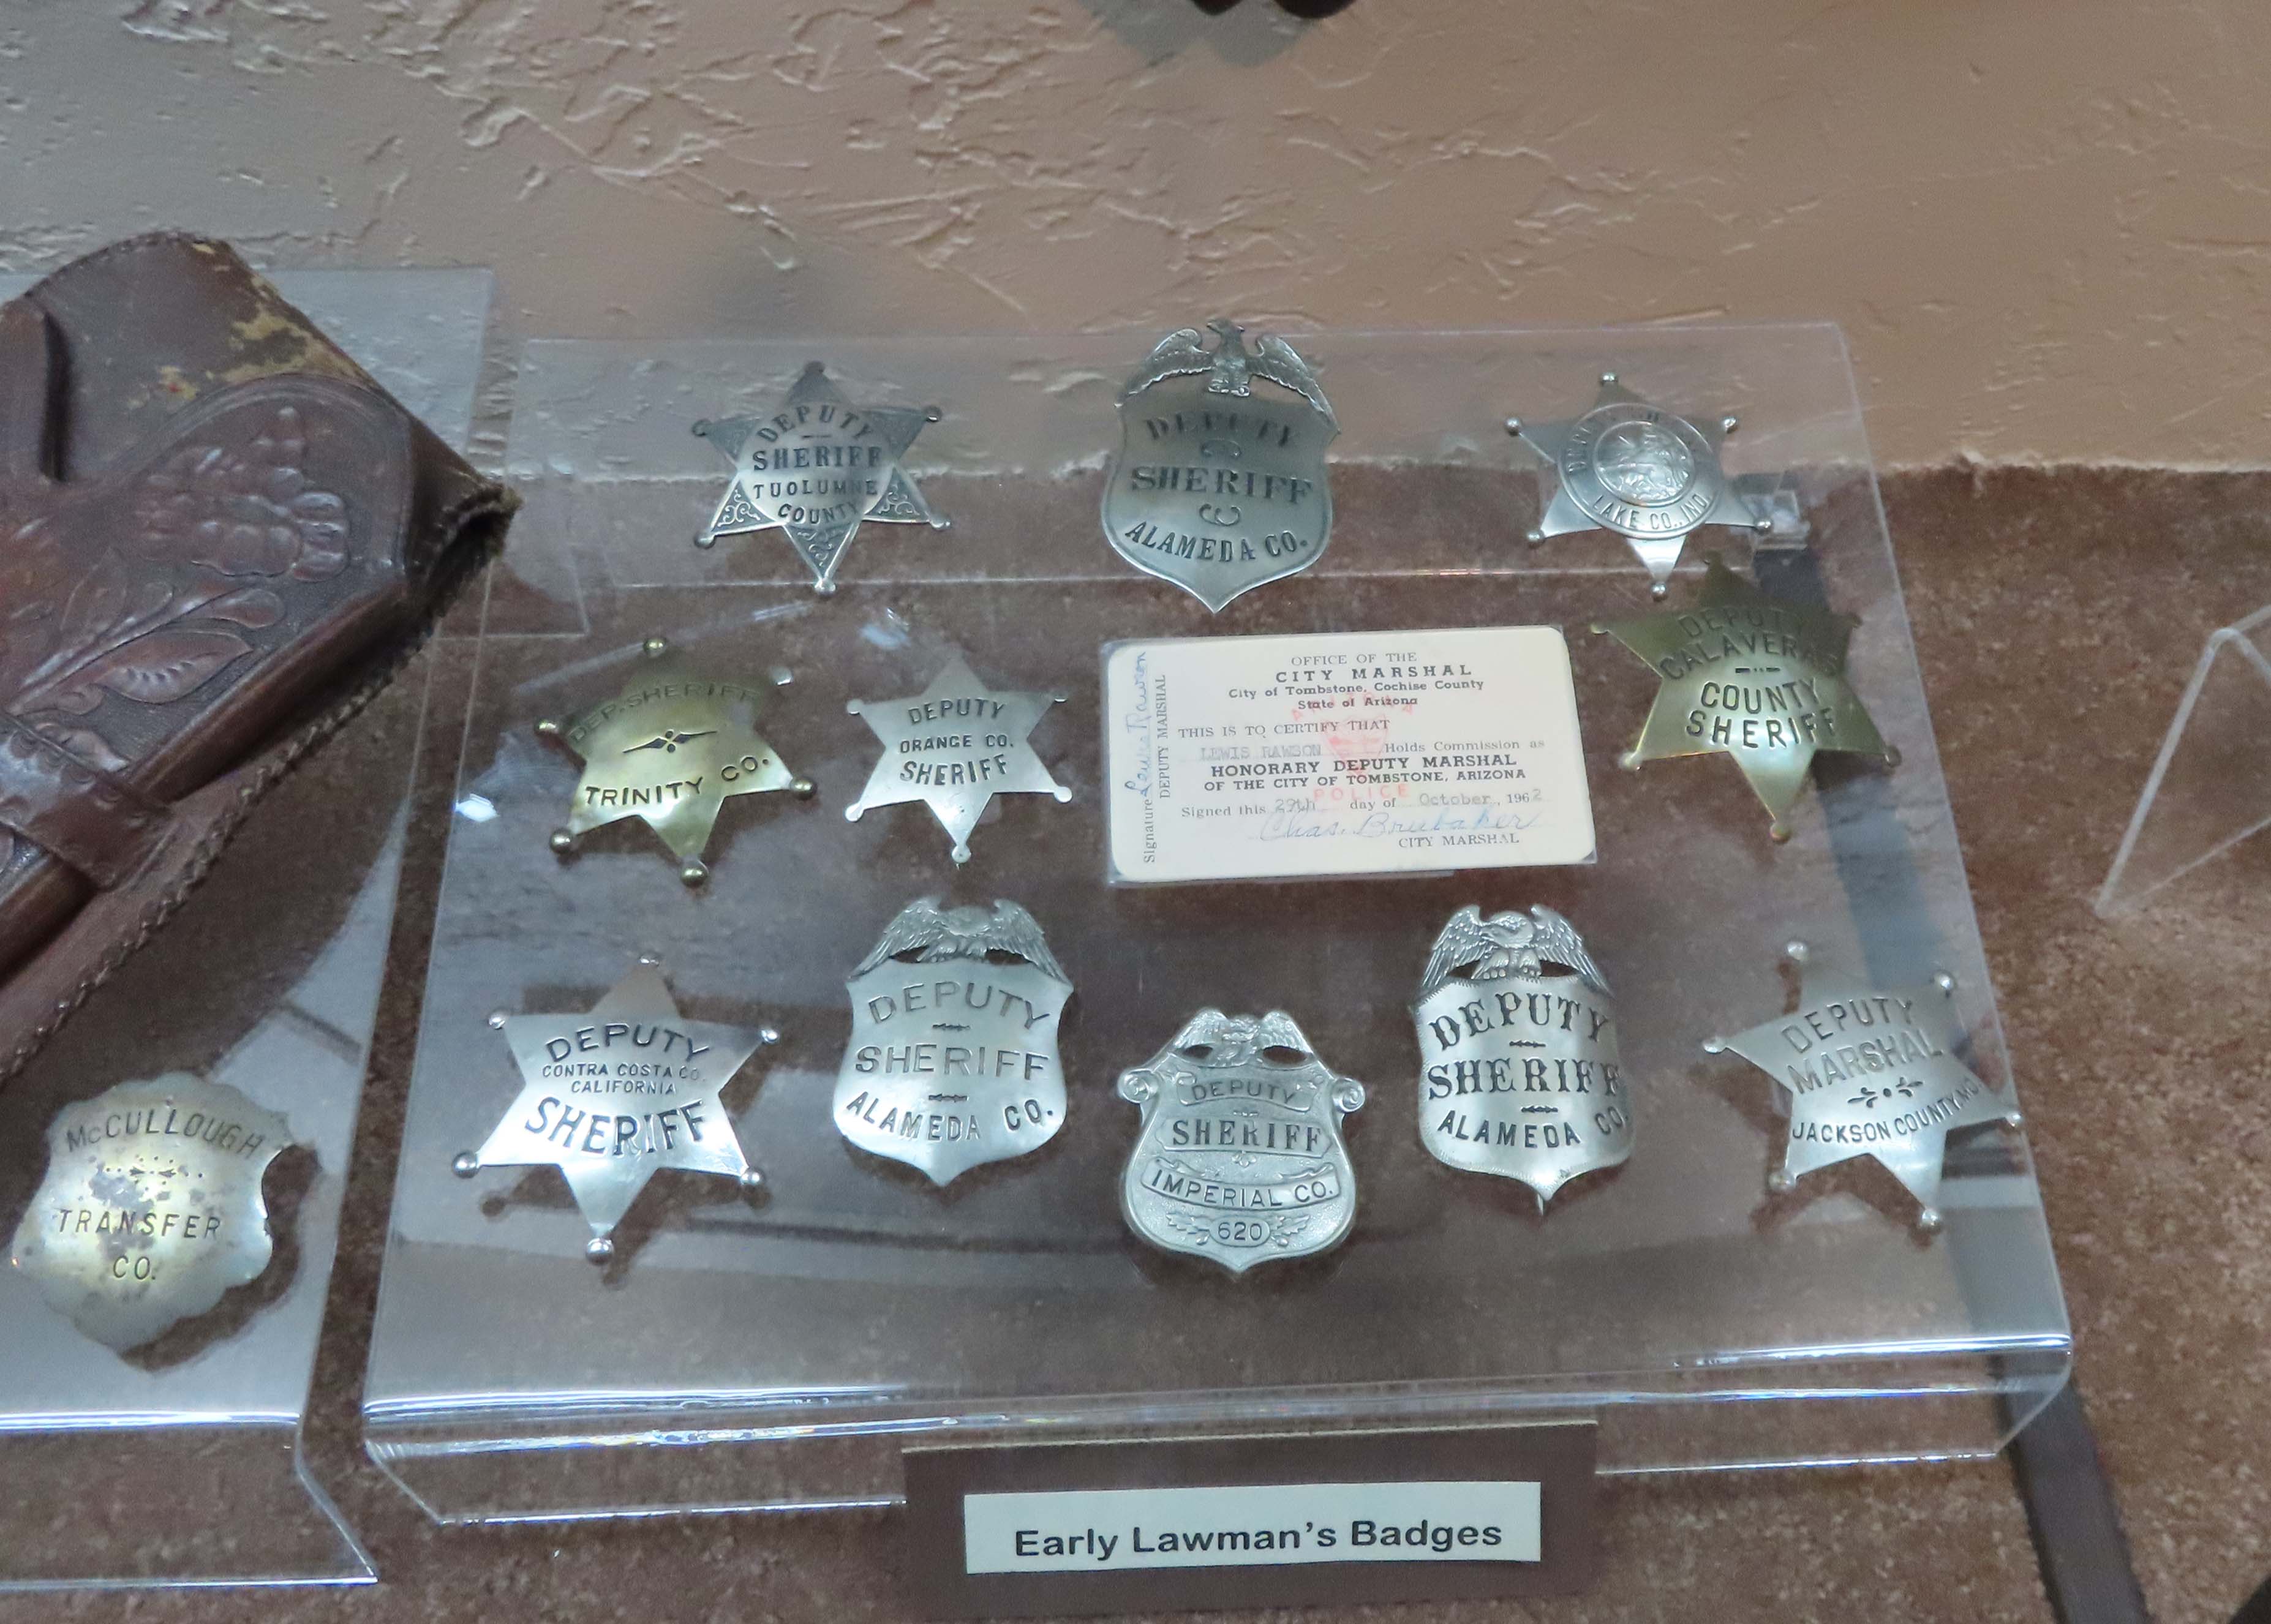 DEPUTY
SHERIFF
TUOLUMNE
COUNTY
DEPUTY
SHERIFF
ALAMEDA CO.
LAKE CO., IND.
DEP. SHERIFF
TRINITY CO.
DEPUTY
ORANGE CO.
SHERIFF
OFFICE OF THE
CITY MARSHAL
City of Tombstone, Cochise County
State of Arizona
THIS IS TO CERTIFY THAT
LEWIS RAWSON Holds Commission as
HONORARY DEPUTY MARSHAL
OF THE CITY OF TOMBSTONE, ARIZONA
POLICE
Signed this 29th day of October, 1962
Chas. Brubaker
CITY MARSHAL
Signature Lewis Rawson
DEPUTY MARSHAL
DEPUTY
CALAVERAS
COUNTY
SHERIFF
McCULLOUGH
TRANSFER
CO.
DEPUTY
CONTRA COSTA CO.
CALIFORNIA
SHERIFF
DEPUTY
SHERIFF
ALAMEDA CO.
DEPUTY
SHERIFF
IMPERIAL CO.
620
DEPUTY
SHERIFF
ALAMEDA CO.
DEPUTY
MARSHAL
JACKSON COUNTY, MO.
Early Lawman's Badges